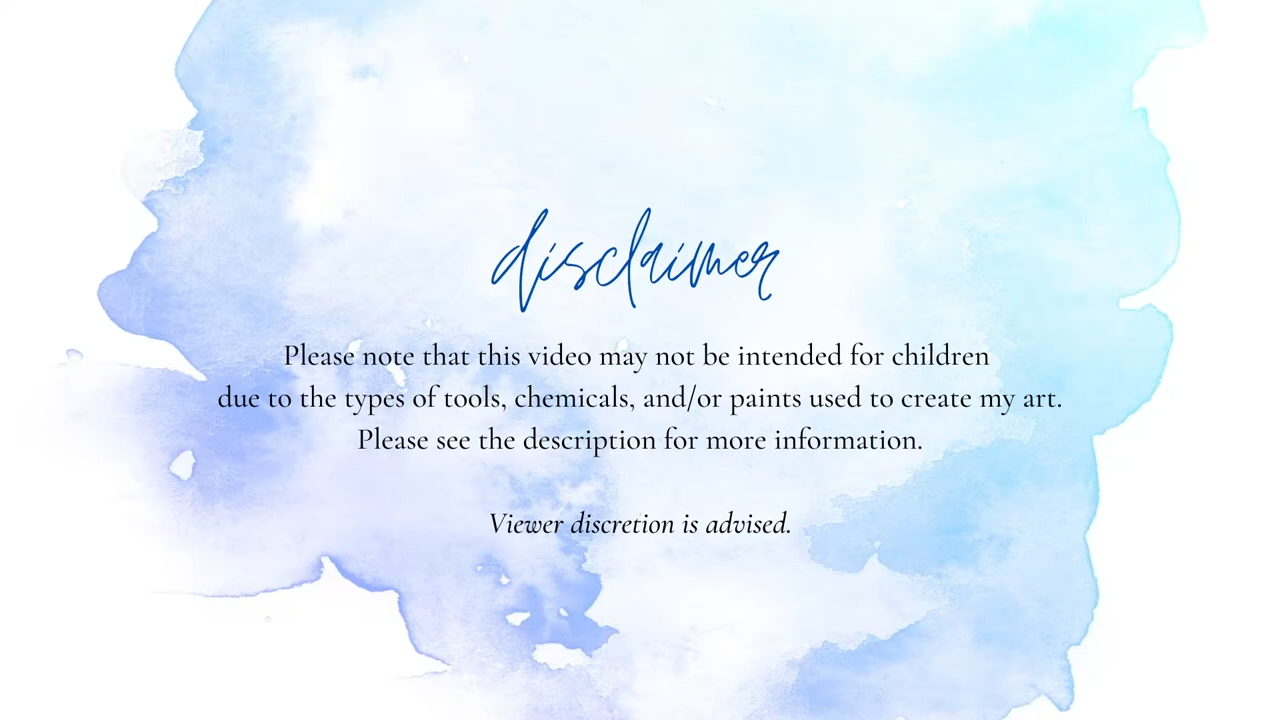 disclaimer
Please note that this video may not be intended for children
due to the types of tools, chemicals, and/or paints used to create my art.
Please see the description for more information.
Viewer discretion is advised.